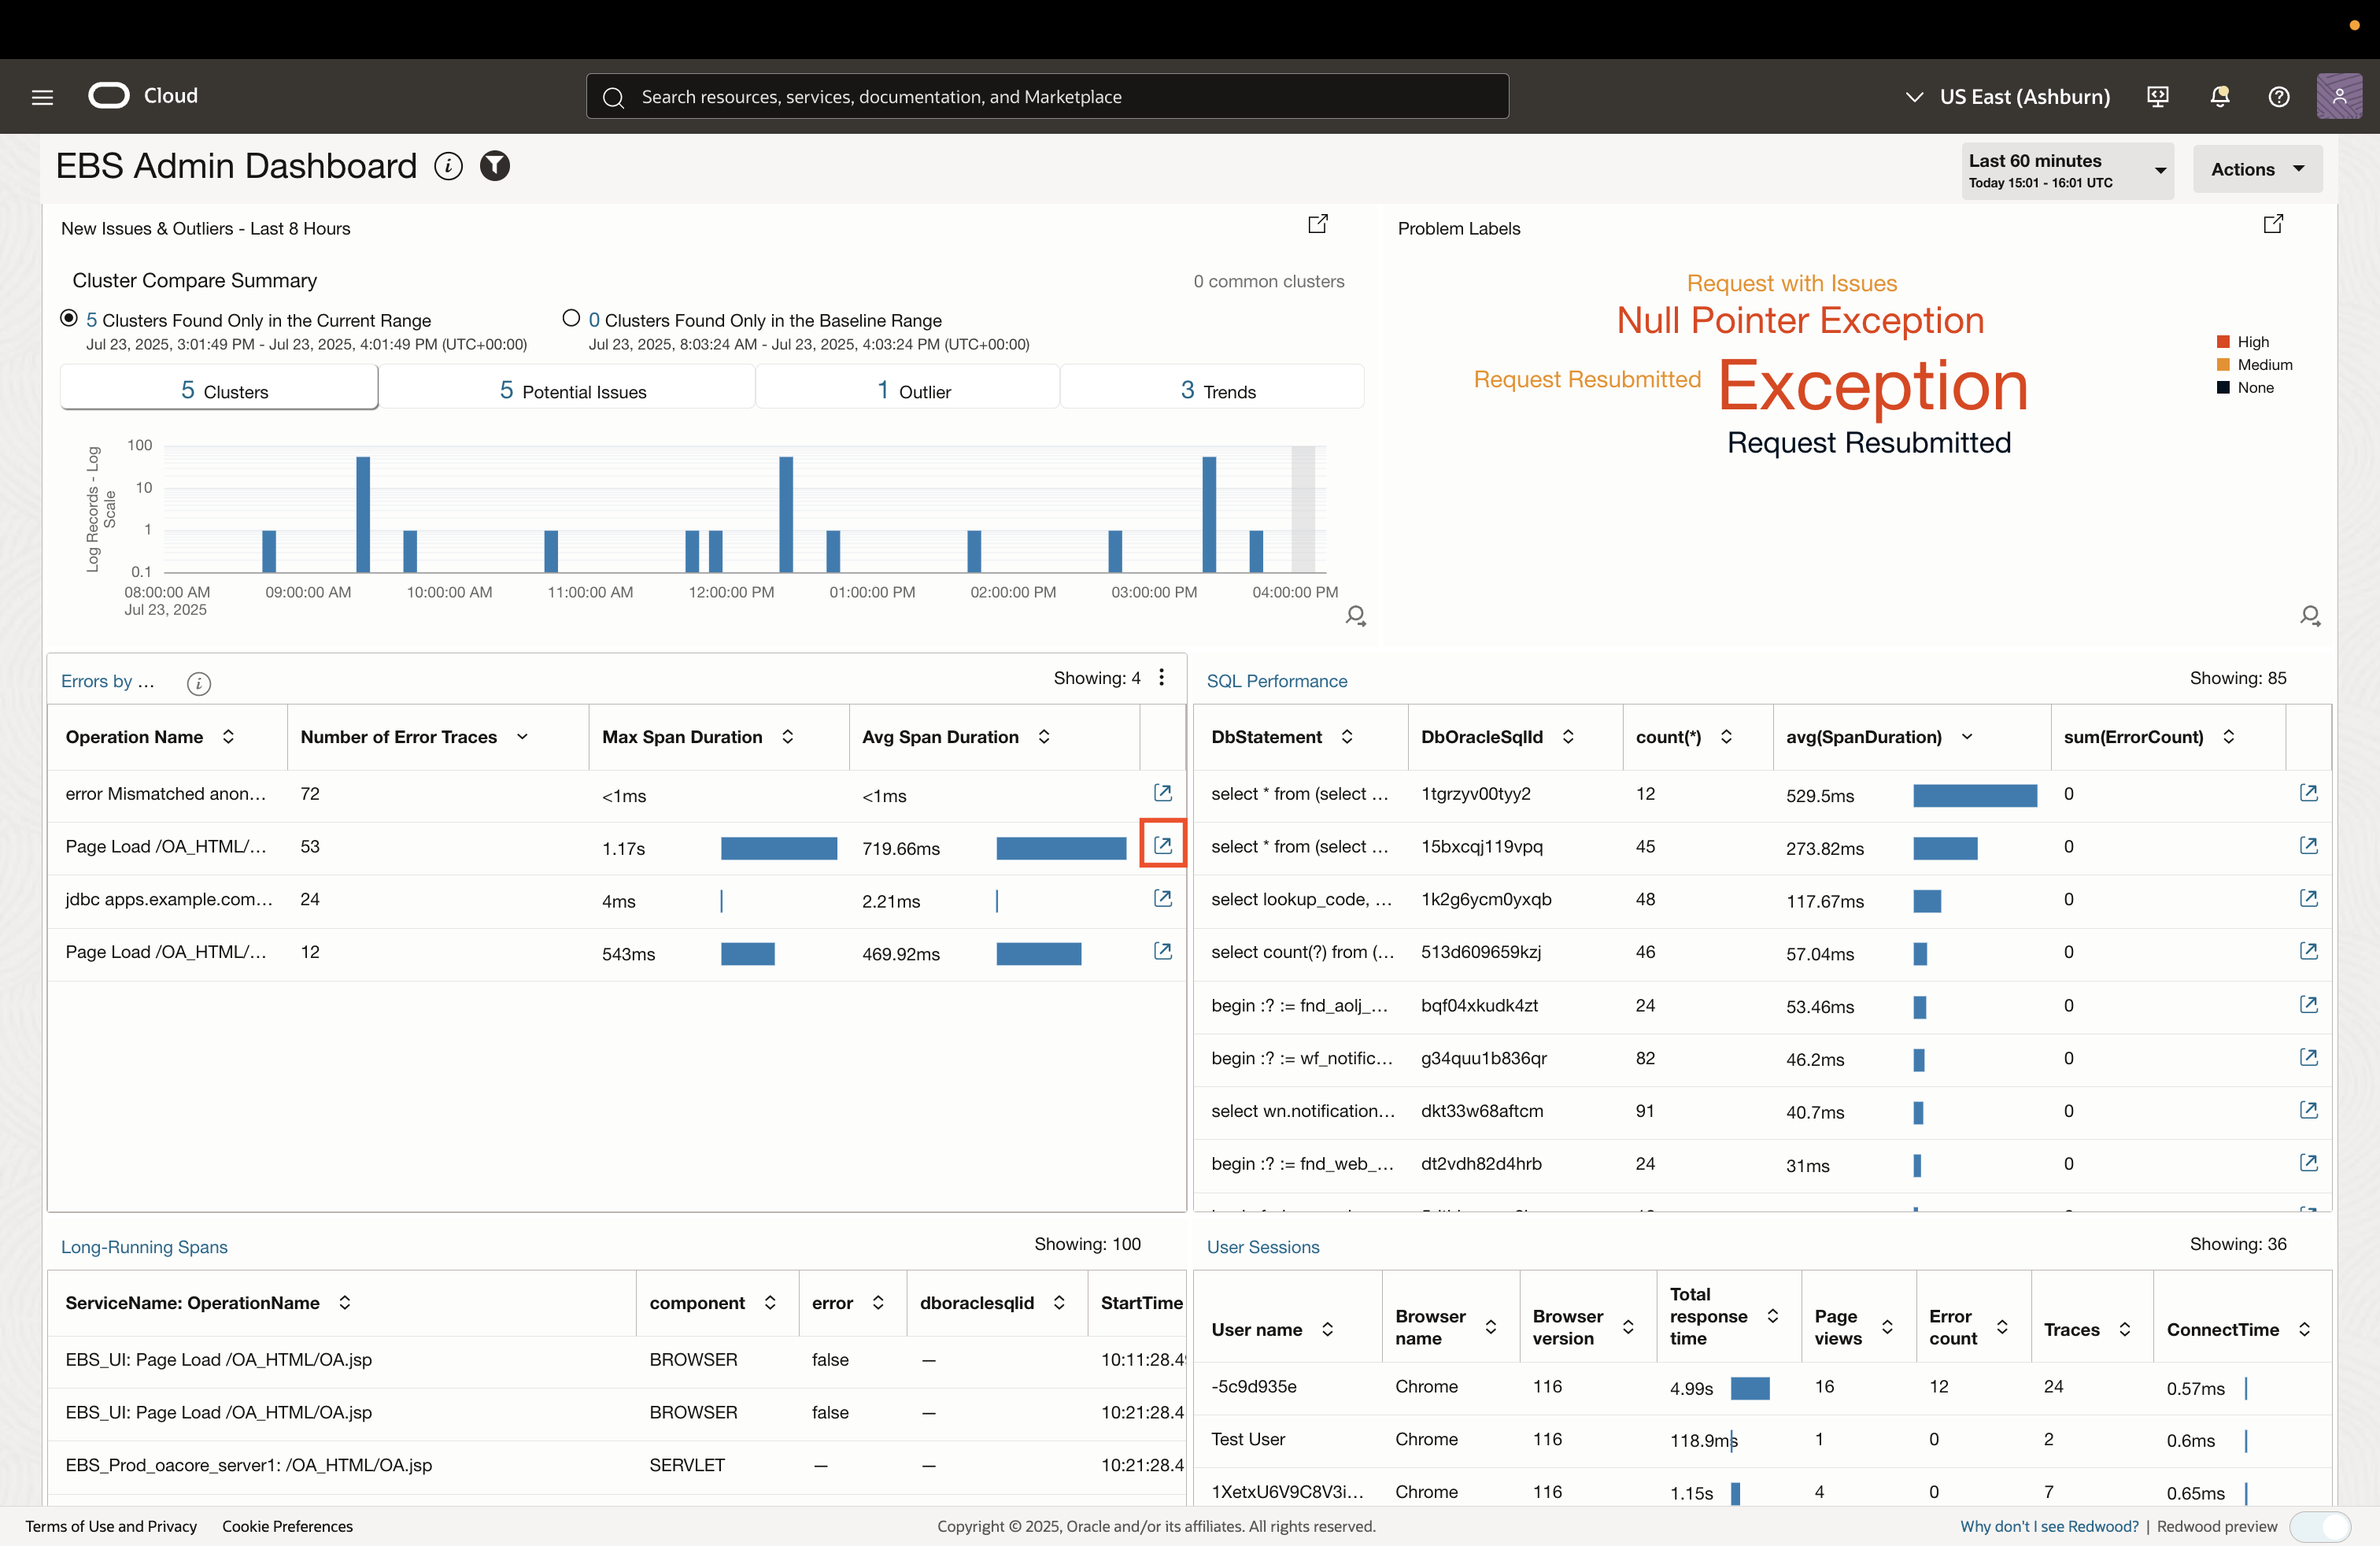 Cloud
Search resources, services, documentation, and Marketplace
US East (Ashburn)
EBS Admin Dashboard
Last 60 minutes
Today 15:01 - 16:01 UTC
Actions
New Issues & Outliers - Last 8 Hours
Cluster Compare Summary
0 common clusters
5 Clusters Found Only in the Current Range
Jul 23, 2025, 3:01:49 PM - Jul 23, 2025, 4:01:49 PM (UTC+00:00)
0 Clusters Found Only in the Baseline Range
Jul 23, 2025, 8:03:24 AM - Jul 23, 2025, 4:03:24 PM (UTC+00:00)
5 Clusters
5 Potential Issues
1 Outlier
3 Trends
Log Records - Log
Scale
100
10
1
0.1
08:00:00 AM
Jul 23, 2025
09:00:00 AM
10:00:00 AM
11:00:00 AM
12:00:00 PM
01:00:00 PM
02:00:00 PM
03:00:00 PM
04:00:00 PM
Problem Labels
Request with Issues
Null Pointer Exception
Request Resubmitted
Exception
Request Resubmitted
High
Medium
None
Errors by ...
Showing: 4
Operation Name Number of Error Traces Max Span Duration Avg Span Duration
error Mismatched anon... 72 <1ms <1ms
Page Load /OA_HTML/... 53 1.17s 719.66ms
jdbc apps.example.com... 24 4ms 2.21ms
Page Load /OA_HTML/... 12 543ms 469.92ms
SQL Performance
Showing: 85
DbStatement DbOracleSqlId count(*) avg(SpanDuration) sum(ErrorCount)
select * from (select ... 1tgrzyv00tyy2 12 529.5ms 0
select * from (select ... 15bxcqj119vpq 45 273.82ms 0
select lookup_code, ... 1k2g6ycm0yxqb 48 117.67ms 0
select count(?) from (... 513d609659kzj 46 57.04ms 0
begin :? := fnd_aolj_... bqf04xkudk4zt 24 53.46ms 0
begin :? := wf_notific... g34quu1b836qr 82 46.2ms 0
select wn.notification... dkt33w68aftcm 91 40.7ms 0
begin :? := fnd_web_... dt2vdh82d4hrb 24 31ms 0
Long-Running Spans
Showing: 100
ServiceName: OperationName component error dboraclesqlid StartTime
EBS_UI: Page Load /OA_HTML/OA.jsp BROWSER false — 10:11:28.4
EBS_UI: Page Load /OA_HTML/OA.jsp BROWSER false — 10:21:28.4
EBS_Prod_oacore_server1: /OA_HTML/OA.jsp SERVLET — — 10:21:28.4
User Sessions
Showing: 36
User name
Browser
name
Browser
version
Total
response
time
Page
views
Error
count
Traces
ConnectTime
-5c9d935e Chrome 116 4.99s 16 12 24 0.57ms
Test User Chrome 116 118.9ms 1 0 2 0.6ms
1XetxU6V9C8V3i... Chrome 116 1.15s 4 0 7 0.65ms
Terms of Use and Privacy
Cookie Preferences
Copyright © 2025, Oracle and/or its affiliates. All rights reserved.
Why don't I see Redwood? | Redwood preview